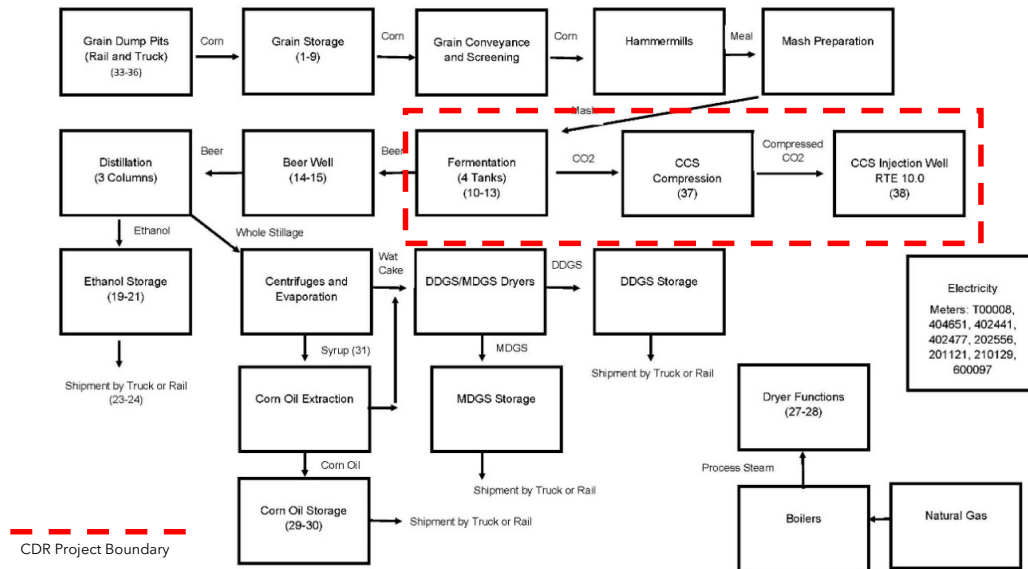 Grain Dump Pits
(Rail and Truck)
(33-36)
Corn
Grain Storage
(1-9)
Corn
Grain Conveyance
and Screening
Corn
Hammermills
Meal
Mash Preparation
Mash
Distillation
(3 Columns)
Beer
Beer Well
(14-15)
Beer
Fermentation
(4 Tanks)
(10-13)
CO2
CCS
Compression
(37)
Compressed
CO2
CCS Injection Well
RTE 10.0
(38)
Ethanol
Whole Stillage
Ethanol Storage
(19-21)
Centrifuges and
Evaporation
Wat
Cake
DDGS/MDGS Dryers
DDGS
DDGS Storage
Electricity
Meters: T00008,
404651, 402441,
402477, 202556,
201121, 210129,
600097
Syrup (31)
MDGS
Shipment by Truck or Rail
(23-24)
Shipment by Truck or Rail
Corn Oil Extraction
MDGS Storage
Dryer Functions
(27-28)
Corn Oil
Process Steam
Shipment by Truck or Rail
Corn Oil Storage
(29-30)
Shipment by Truck or Rail
Boilers
Natural Gas
CDR Project Boundary